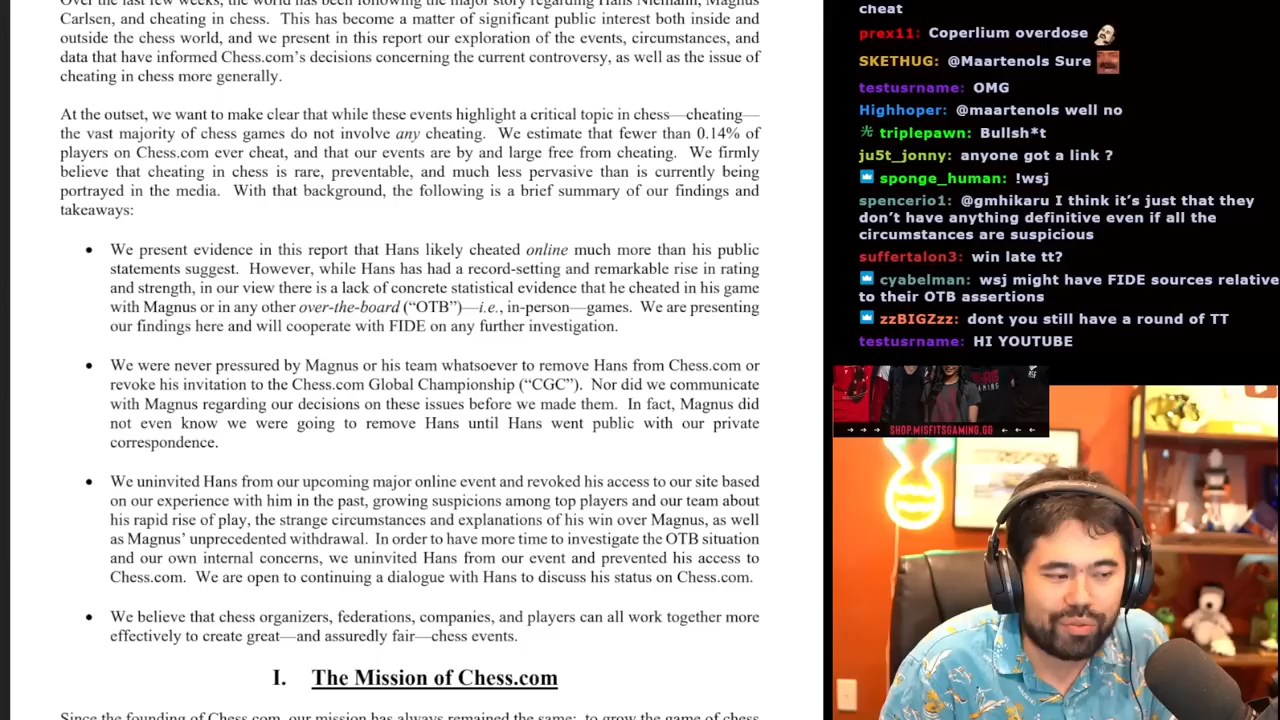 Over the last few weeks, the world has been following the major story regarding Hans Niemann, Magnus
Carlsen, and cheating in chess. This has become a matter of significant public interest both inside and
outside the chess world, and we present in this report our exploration of the events, circumstances, and
data that have informed Chess.com's decisions concerning the current controversy, as well as the issue of
cheating in chess more generally.
At the outset, we want to make clear that while these events highlight a critical topic in chess—cheating—
the vast majority of chess games do not involve any cheating. We estimate that fewer than 0.14% of
players on Chess.com ever cheat, and that our events are by and large free from cheating. We firmly
believe that cheating in chess is rare, preventable, and much less pervasive than is currently being
portrayed in the media. With that background, the following is a brief summary of our findings and
takeaways:
• We present evidence in this report that Hans likely cheated online much more than his public
statements suggest. However, while Hans has had a record-setting and remarkable rise in rating
and strength, in our view there is a lack of concrete statistical evidence that he cheated in his game
with Magnus or in any other over-the-board ("OTB")—i.e., in-person—games. We are presenting
our findings here and will cooperate with FIDE on any further investigation.
• We were never pressured by Magnus or his team whatsoever to remove Hans from Chess.com or
revoke his invitation to the Chess.com Global Championship ("CGC"). Nor did we communicate
with Magnus regarding our decisions on these issues before we made them. In fact, Magnus did
not even know we were going to remove Hans until Hans went public with our private
correspondence.
• We uninvited Hans from our upcoming major online event and revoked his access to our site based
on our experience with him in the past, growing suspicions among top players and our team about
his rapid rise of play, the strange circumstances and explanations of his win over Magnus, as well
as Magnus' unprecedented withdrawal. In order to have more time to investigate the OTB situation
and our own internal concerns, we uninvited Hans from our event and prevented his access to
Chess.com. We are open to continuing a dialogue with Hans to discuss his status on Chess.com.
• We believe that chess organizers, federations, companies, and players can all work together more
effectively to create great—and assuredly fair—chess events.
I. The Mission of Chess.com
Since the founding of Chess.com, our mission has always remained the same: to grow the game of chess
cheat
prex11: Coperlium overdose
SKETHUG: @Maartenols Sure
testusrname: OMG
Highhoper: @maartenols well no
triplepawn: Bullsh*t
ju5t_jonny: anyone got a link ?
sponge_human: !wsj
spencerio1: @gmhikaru I think it's just that they
don't have anything definitive even if all the
circumstances are suspicious
suffertalon3: win late tt?
cyabelman: wsj might have FIDE sources relative
to their OTB assertions
zzBIGZzz: dont you still have a round of TT
testusrname: HI YOUTUBE
SHOP.MISFITSGAMING.GG